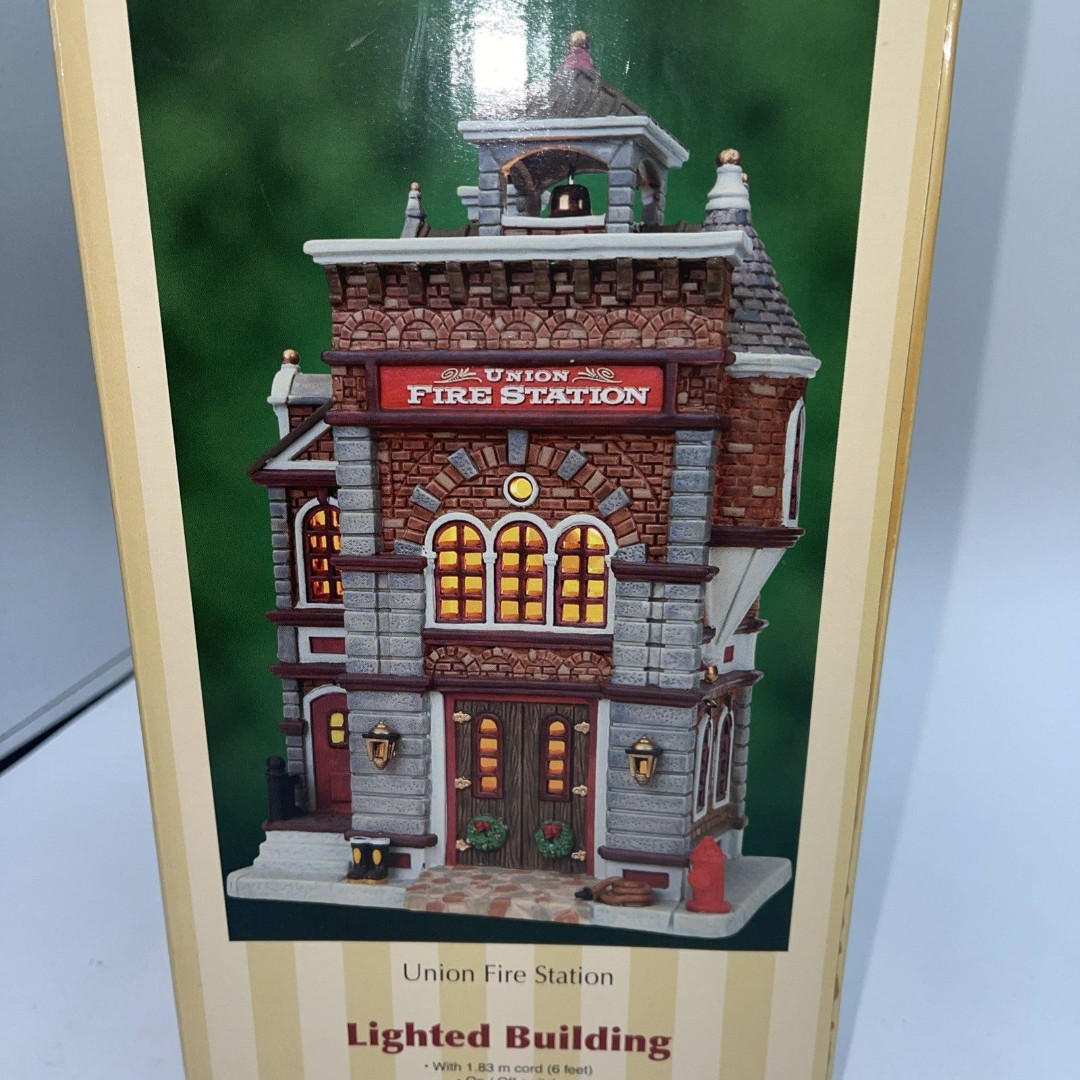 UNION
FIRE STATION
Union Fire Station
Lighted Building
• With 1.83 m cord (6 feet)